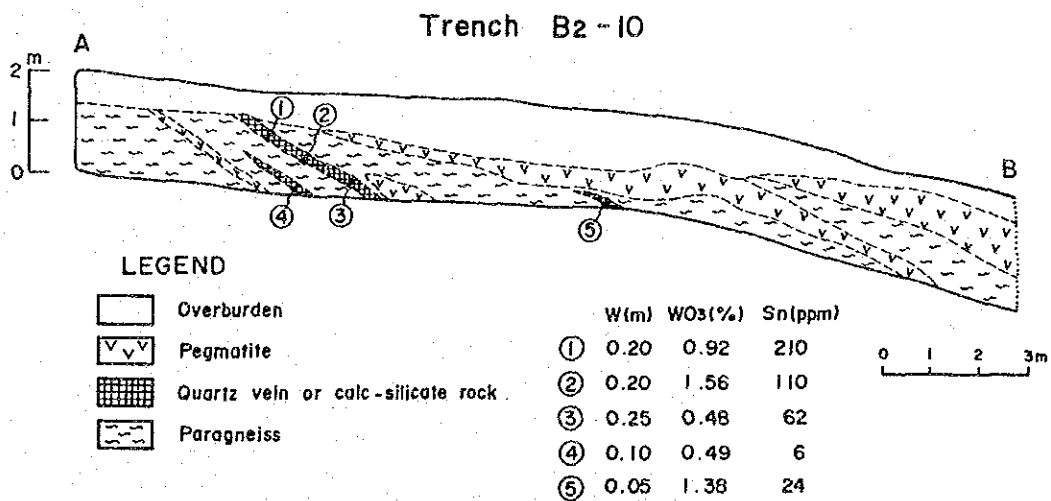 Trench B2-10
A
m
2
1
0
① ②
④ ③ ⑤
B
LEGEND
Overburden
Pegmatite
Quartz vein or calc-silicate rock
Paragneiss
W(m) WO3(%) Sn(ppm)
① 0.20 0.92 210
② 0.20 1.56 110
③ 0.25 0.48 62
④ 0.10 0.49 6
⑤ 0.05 1.38 24
0 1 2 3m